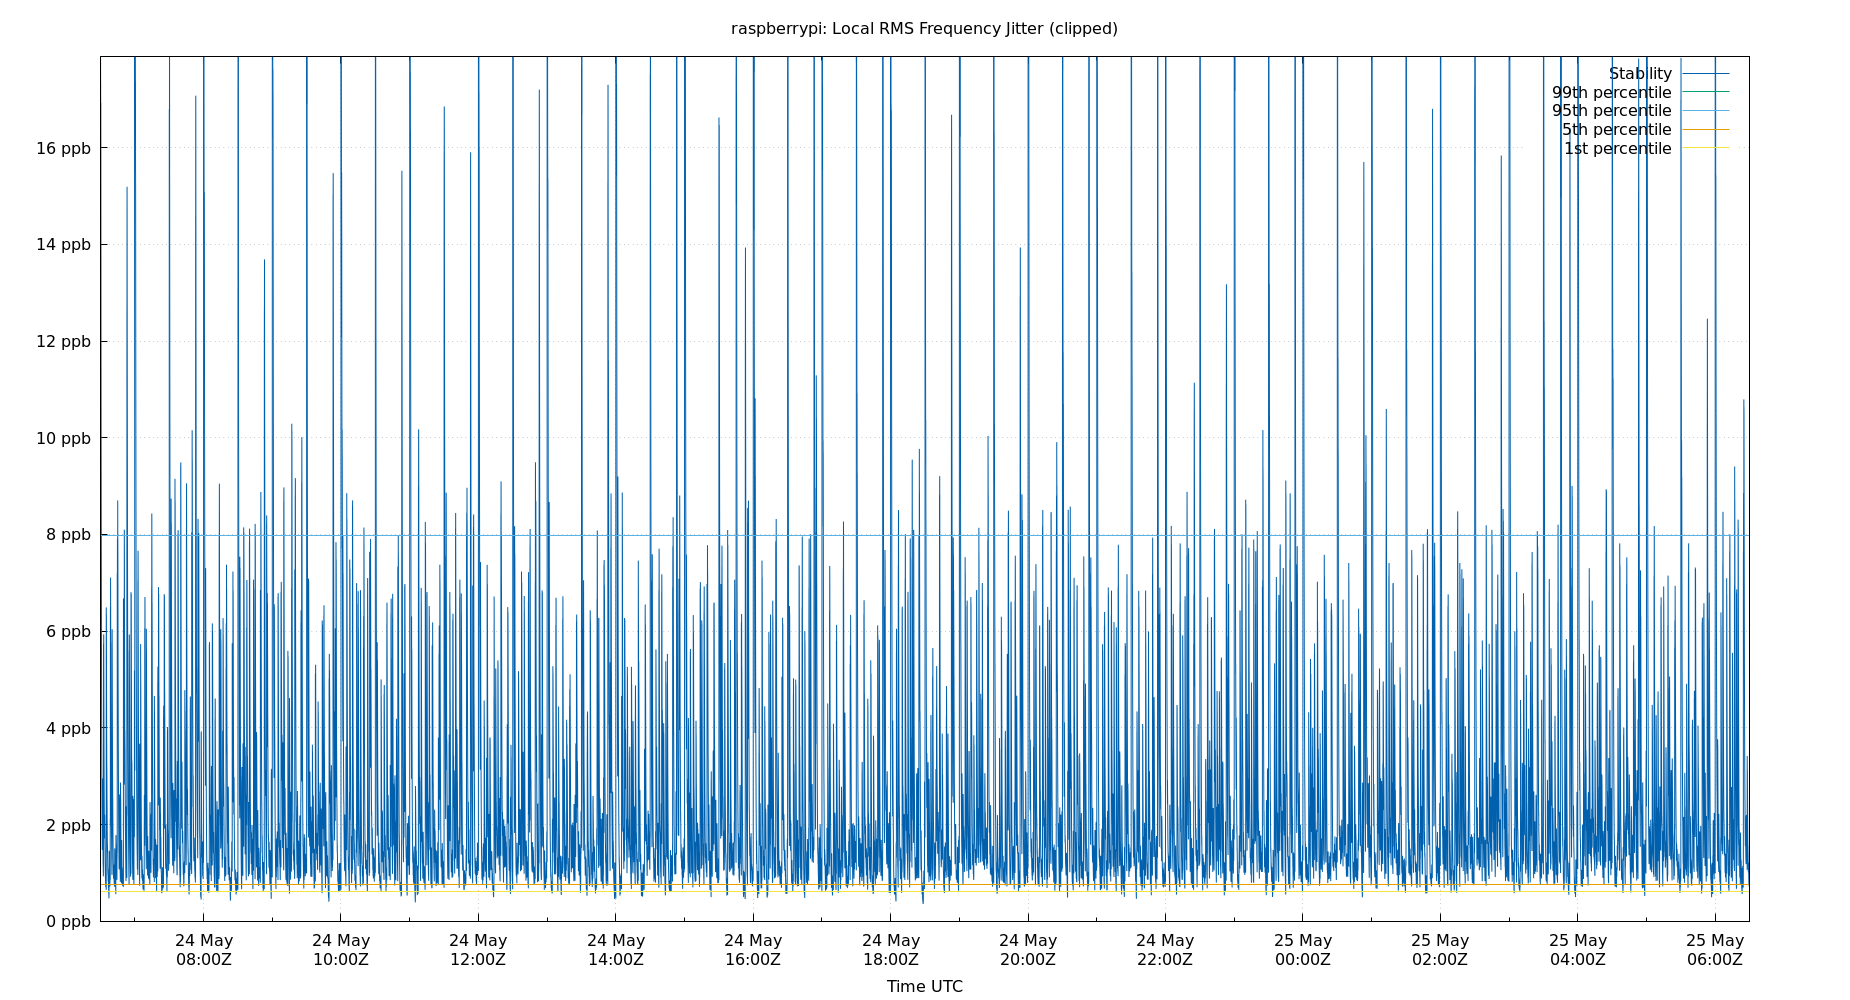 raspberrypi: Local RMS Frequency Jitter (clipped)
Stability
99th percentile
95th percentile
5th percentile
1st percentile
16 ppb
14 ppb
12 ppb
10 ppb
8 ppb
6 ppb
4 ppb
2 ppb
0 ppb
24 May 24 May 24 May 24 May 24 May 24 May 24 May 24 May 25 May 25 May 25 May 25 May
08:00Z 10:00Z 12:00Z 14:00Z 16:00Z 18:00Z 20:00Z 22:00Z 00:00Z 02:00Z 04:00Z 06:00Z
Time UTC